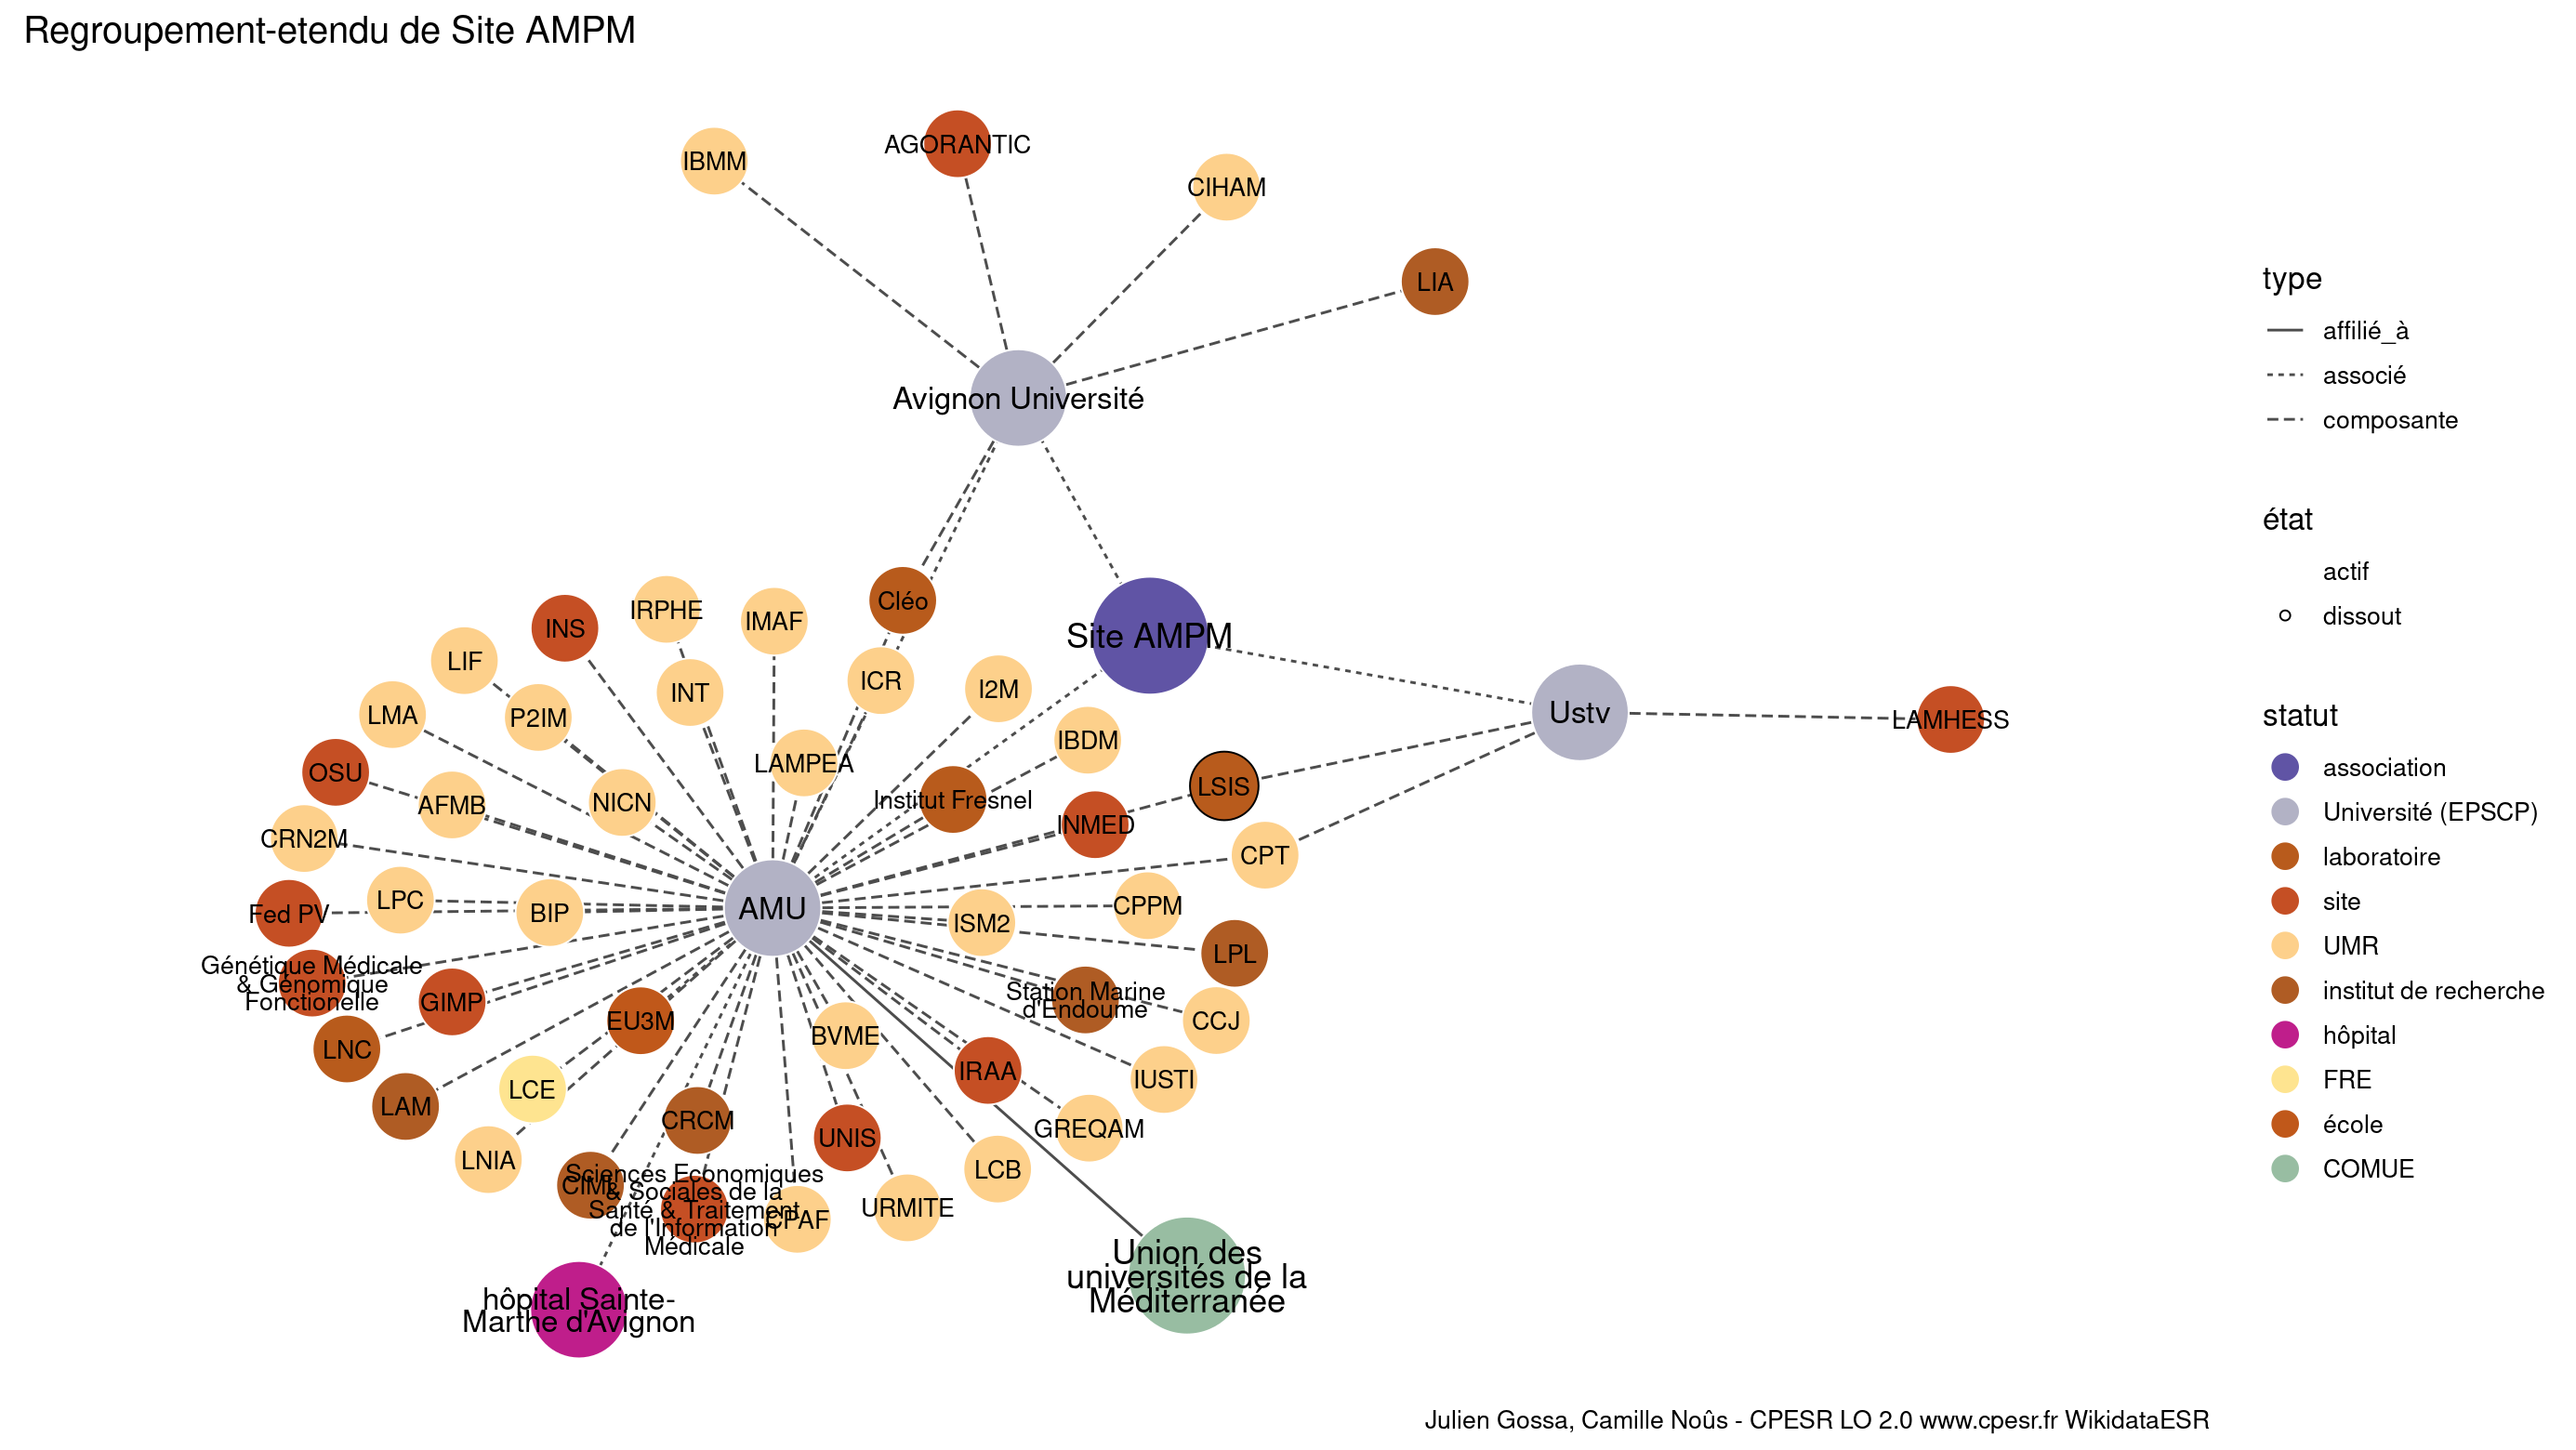 Regroupement-etendu de Site AMPM
IBMM
AGORANTIC
CIHAM
LIA
Avignon Université
Cléo
Site AMPM
Ustv
LAMHESS
INS
IRPHE
IMAF
ICR
I2M
LIF
INT
P2IM
LMA
IBDM
LAMPEA
OSU
AFMB
NICN
Institut Fresnel
LSIS
INMED
CRN2M
CPT
LPC
Fed PV
BIP
AMU
ISM2
CPPM
LPL
Génétique Médicale
& Génomique
Fonctionelle
GIMP
EU3M
BVME
Station Marine
d'Endoume
CCJ
LNC
LAM
LCE
CRCM
UNIS
IRAA
IUSTI
GREQAM
LNIA
CIML
Sciences Economiques
& Sociales de la
Santé & Traitement
de l'Information
Médicale
CPAF
URMITE
LCB
hôpital Sainte-
Marthe d'Avignon
Union des
universités de la
Méditerranée
type
affilié_à
associé
composante
état
actif
dissout
statut
association
Université (EPSCP)
laboratoire
site
UMR
institut de recherche
hôpital
FRE
école
COMUE
Julien Gossa, Camille Noûs - CPESR LO 2.0 www.cpesr.fr WikidataESR